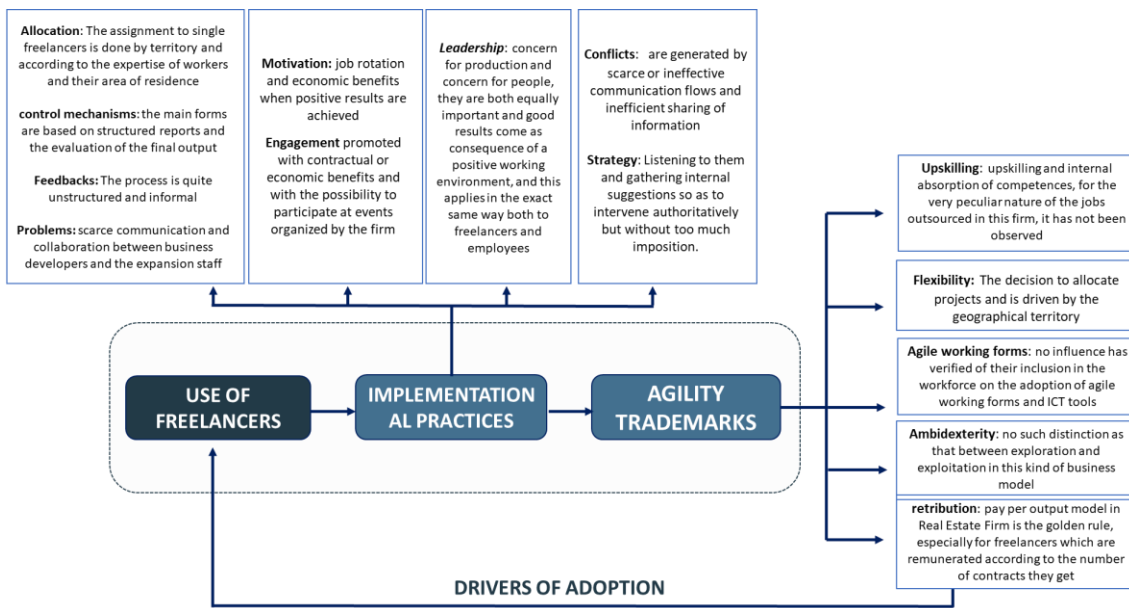 Allocation: The assignment to single
freelancers is done by territory and
according to the expertise of workers
and their area of residence
control mechanisms: the main forms
are based on structured reports and
the evaluation of the final output
Feedbacks: The process is quite
unstructured and informal
Problems: scarce communication and
collaboration between business
developers and the expansion staff
Motivation: job rotation
and economic benefits
when positive results are
achieved
Engagement promoted
with contractual or
economic benefits and
with the possibility to
participate at events
organized by the firm
Leadership: concern
for production and
concern for people,
they are both equally
important and good
results come as
consequence of a
positive working
environment, and this
applies in the exact
same way both to
freelancers and
employees
Conflicts: are generated by
scarce or ineffective
communication flows and
inefficient sharing of
information
Strategy: Listening to them
and gathering internal
suggestions so as to
intervene authoritatively
but without too much
imposition.
Upskilling: upskilling and internal
absorption of competences, for the
very peculiar nature of the jobs
outsourced in this firm, it has not been
observed
Flexibility: The decision to allocate
projects and is driven by the
geographical territory
Agile working forms: no influence has
verified of their inclusion in the
workforce on the adoption of agile
working forms and ICT tools
Ambidexterity: no such distinction as
that between exploration and
exploitation in this kind of business
model
retribution: pay per output model in
Real Estate Firm is the golden rule,
especially for freelancers which are
remunerated according to the number
of contracts they get
USE OF
FREELANCERS
IMPLEMENTATION
AL PRACTICES
AGILITY
TRADEMARKS
DRIVERS OF ADOPTION